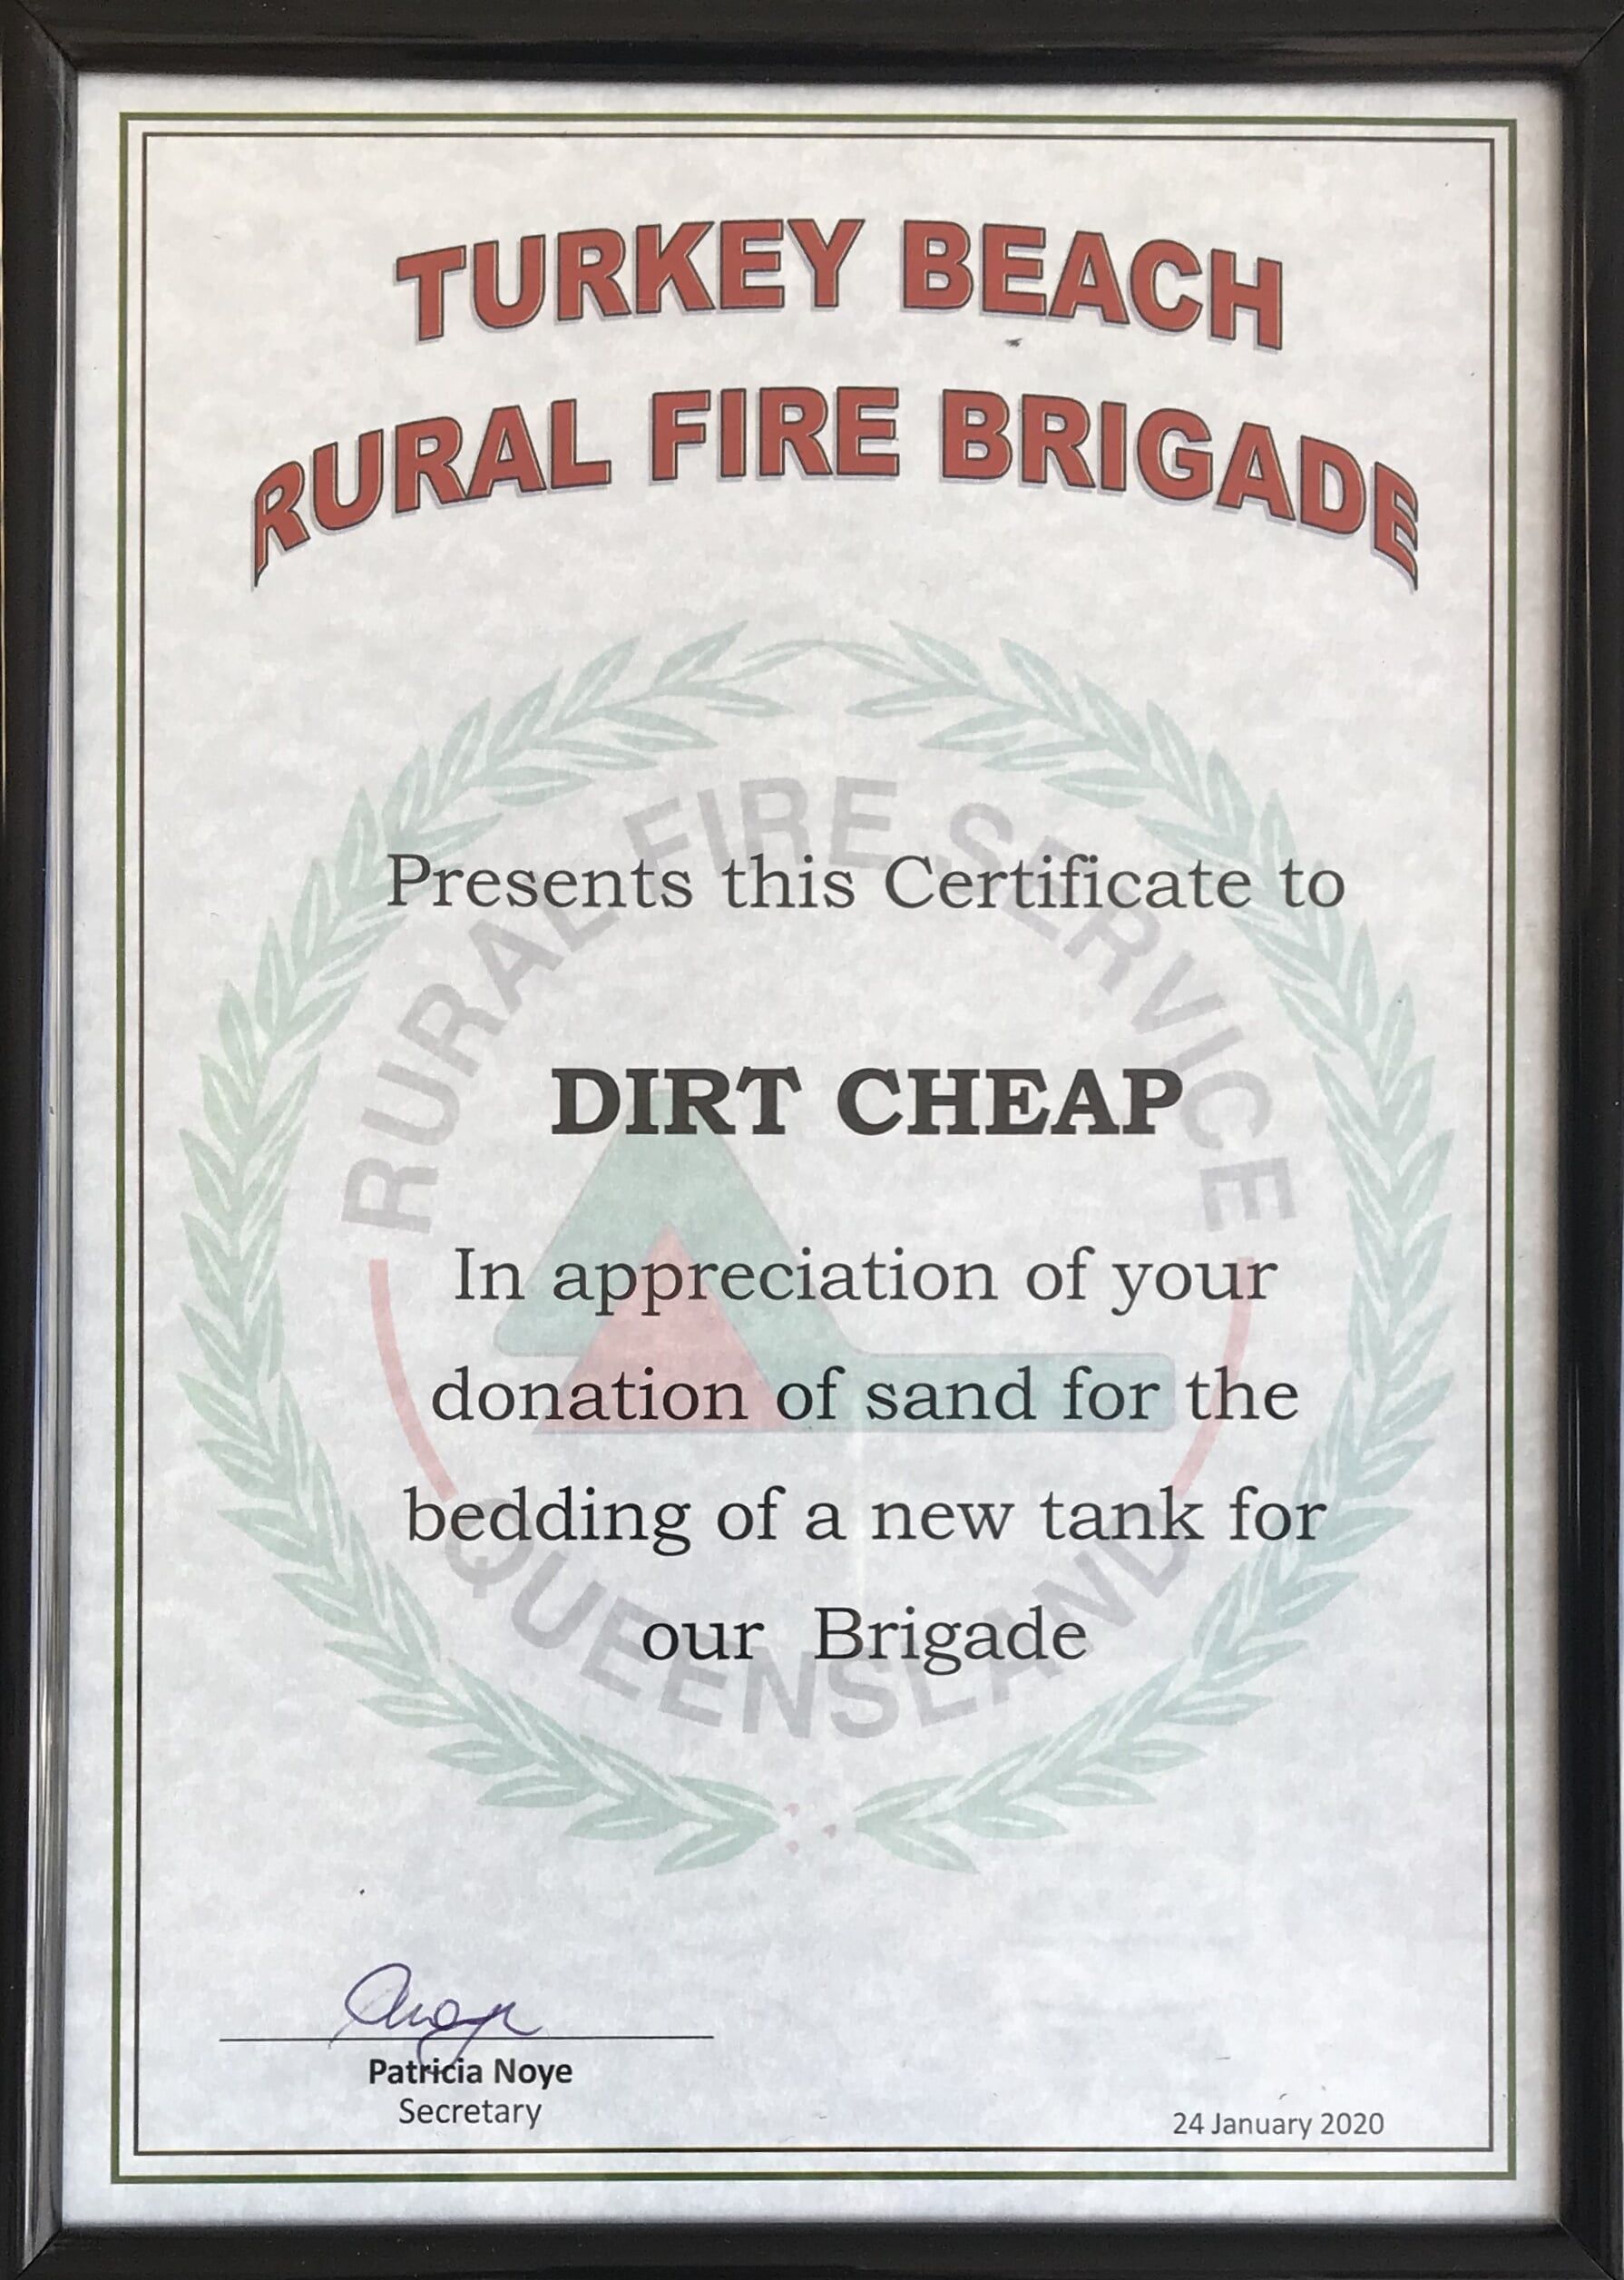 TURKEY BEACH
RURAL FIRE BRIGADE
RURAL FIRE SERVICE
Presents this Certificate to
DIRT CHEAP
In appreciation of your
donation of sand for the
bedding of a new tank for
our Brigade
QUEENSLAND
Patricia Noye
Secretary
24 January 2020